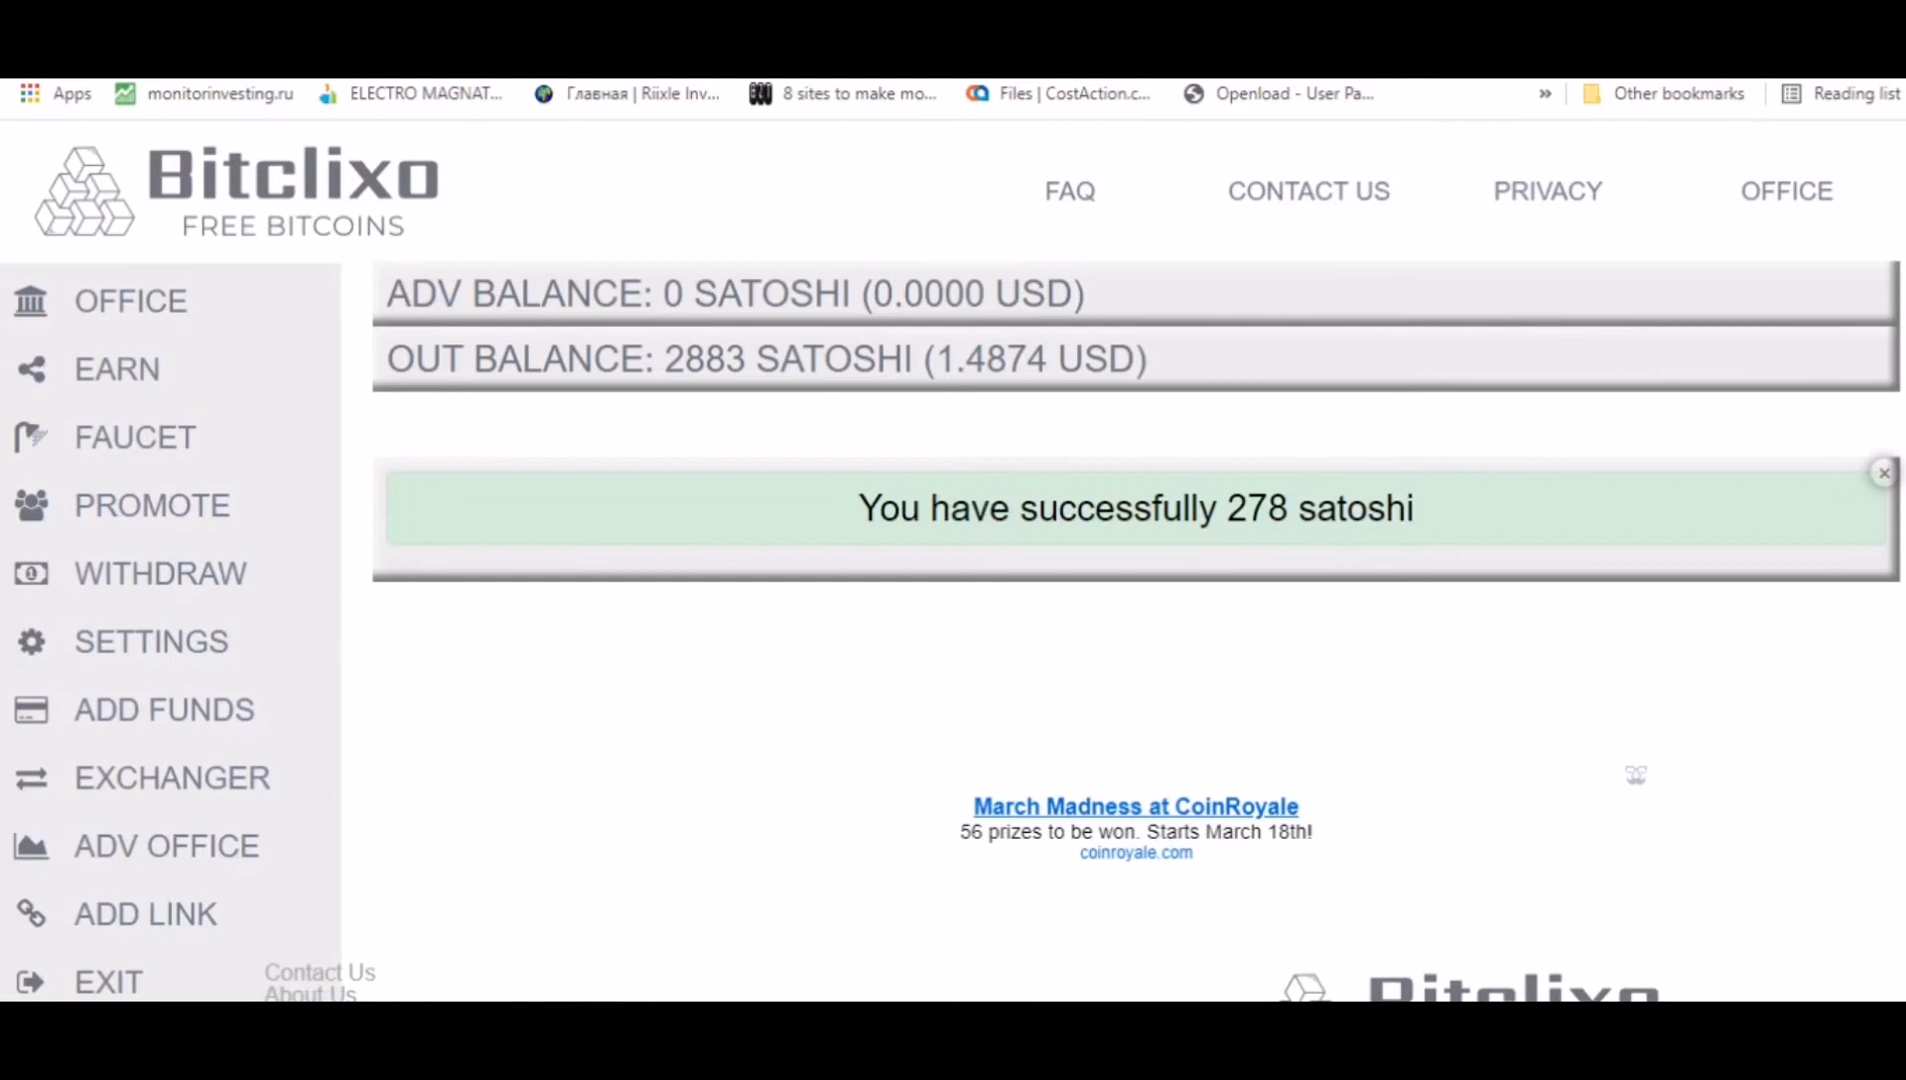 Apps monitorinvesting.ru ELECTRO MAGNAT... Главная | Riixle Inv... 8 sites to make mo... Files | CostAction.c... Openload - User Pa... » Other bookmarks Reading list
Bitclixo
FREE BITCOINS
FAQ CONTACT US PRIVACY OFFICE
OFFICE
EARN
FAUCET
PROMOTE
WITHDRAW
SETTINGS
ADD FUNDS
EXCHANGER
ADV OFFICE
ADD LINK
EXIT
ADV BALANCE: 0 SATOSHI (0.0000 USD)
OUT BALANCE: 2883 SATOSHI (1.4874 USD)
You have successfully 278 satoshi
×
March Madness at CoinRoyale
56 prizes to be won. Starts March 18th!
coinroyale.com
Contact Us
About Us
Bitclixo